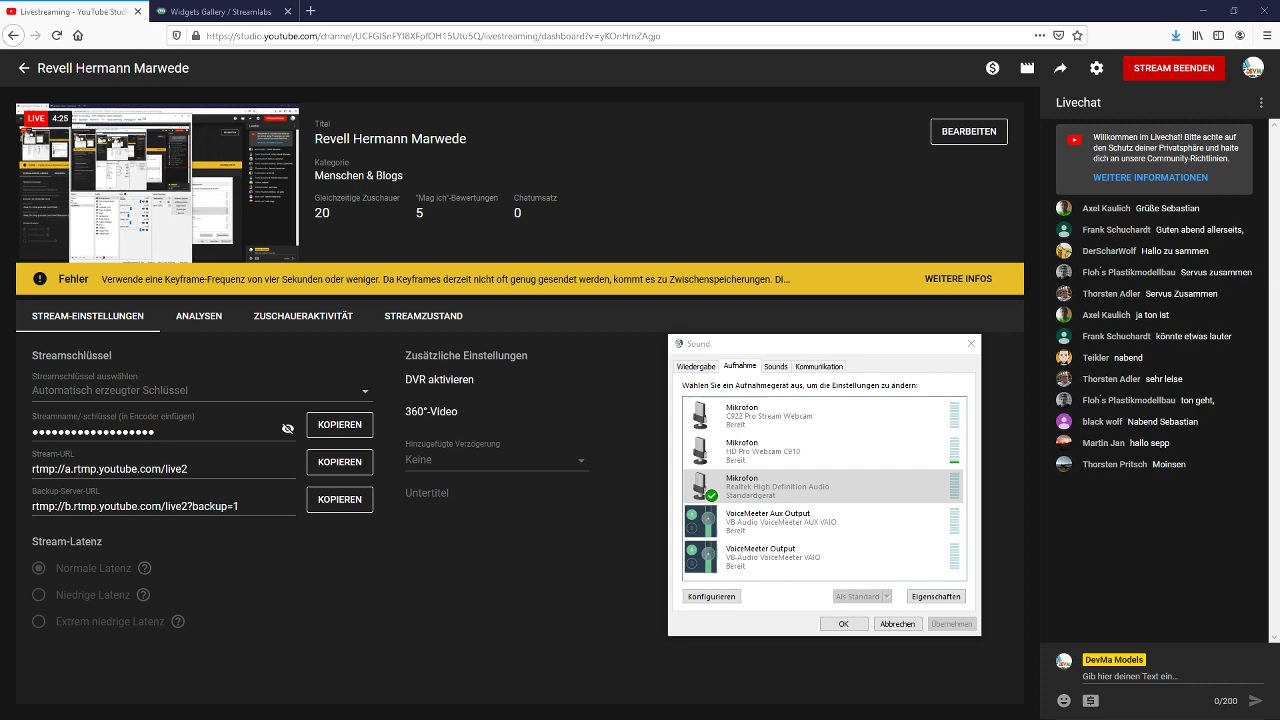 Livestreaming - YouTube Studi
Widgets Gallery / Streamlabs
https://studio.youtube.com/channel/UCFGlSnFYI8XFpfOH15Utu5Q/livestreaming/dashboard?v=yKOnHmZAgjo
Revell Hermann Marwede
STREAM BEENDEN
LIVE
4:25
Titel
Revell Hermann Marwede
BEARBEITEN
Kategorie
Menschen & Blogs
20
5
0
Fehler
Verwende eine Keyframe-Frequenz von vier Sekunden oder weniger. Da Keyframes derzeit nicht oft genug gesendet werden, kommt es zu Zwischenspeicherungen. Di...
WEITERE INFOS
STREAM-EINSTELLUNGEN
ANALYSEN
ZUSCHAUERAKTIVITÄT
STREAMZUSTAND
Streamschlüssel
Streamschlüssel auswählen
Automatisch erzeugter Schlüssel
Streamname/-schlüssel (in Encoder einfügen)
KOPIEREN
Stream-URL
rtmp://a.rtmp.youtube.com/live2
KOPIEREN
Backup-Server-URL
rtmp://b.rtmp.youtube.com/live2?backup=1
KOPIEREN
Stream-Latenz
Normale Latenz
Niedrige Latenz
Extrem niedrige Latenz
Zusätzliche Einstellungen
DVR aktivieren
360°-Video
Hinzugefügte Verzögerung
Keine
Untertitel
Sound
Wiedergabe
Aufnahme
Sounds
Kommunikation
Wählen Sie ein Aufnahmegerät aus, um die Einstellungen zu ändern:
Mikrofon
C922 Pro Stream Webcam
Bereit
Mikrofon
HD Pro Webcam C910
Bereit
Mikrofon
Realtek High Definition Audio
Standardgerät
VoiceMeeter Aux Output
VB-Audio VoiceMeeter AUX VAIO
Bereit
VoiceMeeter Output
VB-Audio VoiceMeeter VAIO
Bereit
Konfigurieren
Als Standard
Eigenschaften
OK
Abbrechen
Übernehmen
Livechat
Willkommen im Livechat! Bitte achte auf
den Schutz deiner Privatsphäre und halte
dich an unsere Community-Richtlinien.
WEITERE INFORMATIONEN
Axel Kaulich Grüße Sebastian
Frank Schuchardt Guten abend allerseits,
DerScharWolf Hallo zu sammen
Floh´s Plastikmodellbau Servus zusammen
Thorsten Adler Servus Zusammen
Axel Kaulich ja ton ist
Frank Schuchardt könnte etwas lauter
Teikler nabend
Thorsten Adler sehr leise
Floh´s Plastikmodellbau ton geht,
black wolf Nabend Sebastian
Martin Jan hallo sepp
Thorsten Pritsch Moinsen
DevMa Models
Gib hier deinen Text ein...
0/200